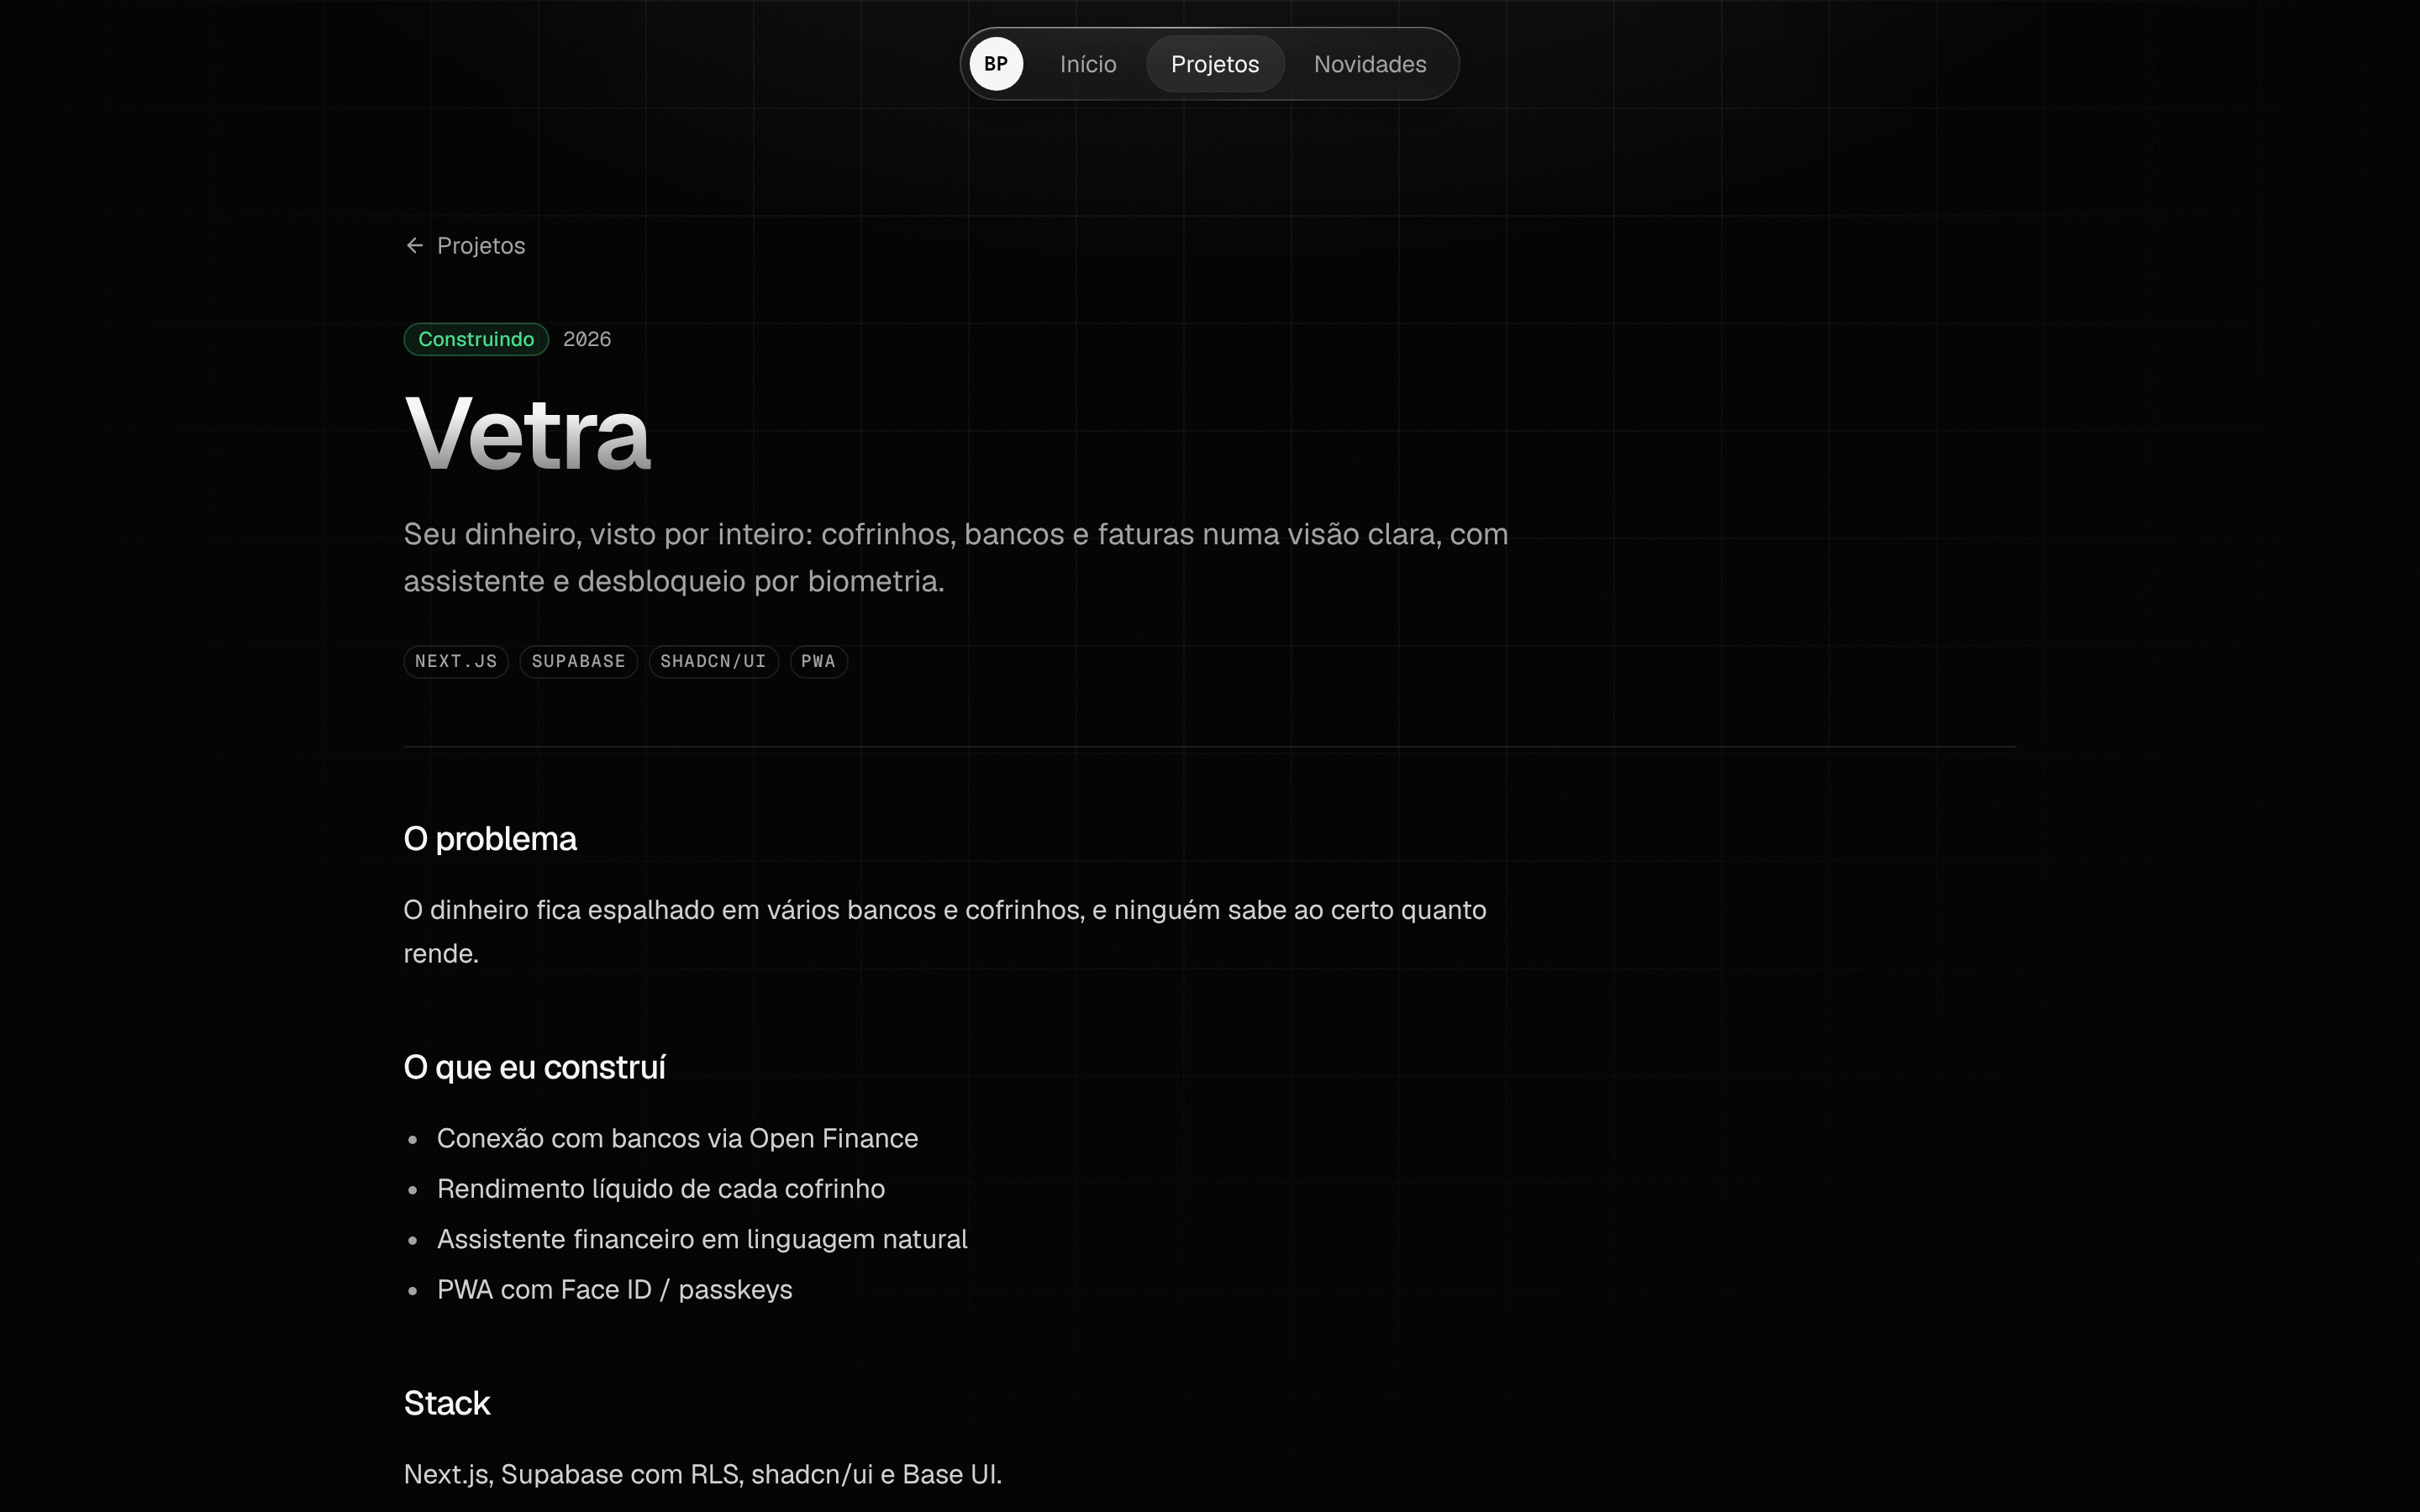 BP Início Projetos Novidades
← Projetos
Construindo 2026
Vetra
Seu dinheiro, visto por inteiro: cofrinhos, bancos e faturas numa visão clara, com
assistente e desbloqueio por biometria.
NEXT.JS SUPABASE SHADCN/UI PWA
O problema
O dinheiro fica espalhado em vários bancos e cofrinhos, e ninguém sabe ao certo quanto
rende.
O que eu construí
• Conexão com bancos via Open Finance
• Rendimento líquido de cada cofrinho
• Assistente financeiro em linguagem natural
• PWA com Face ID / passkeys
Stack
Next.js, Supabase com RLS, shadcn/ui e Base UI.